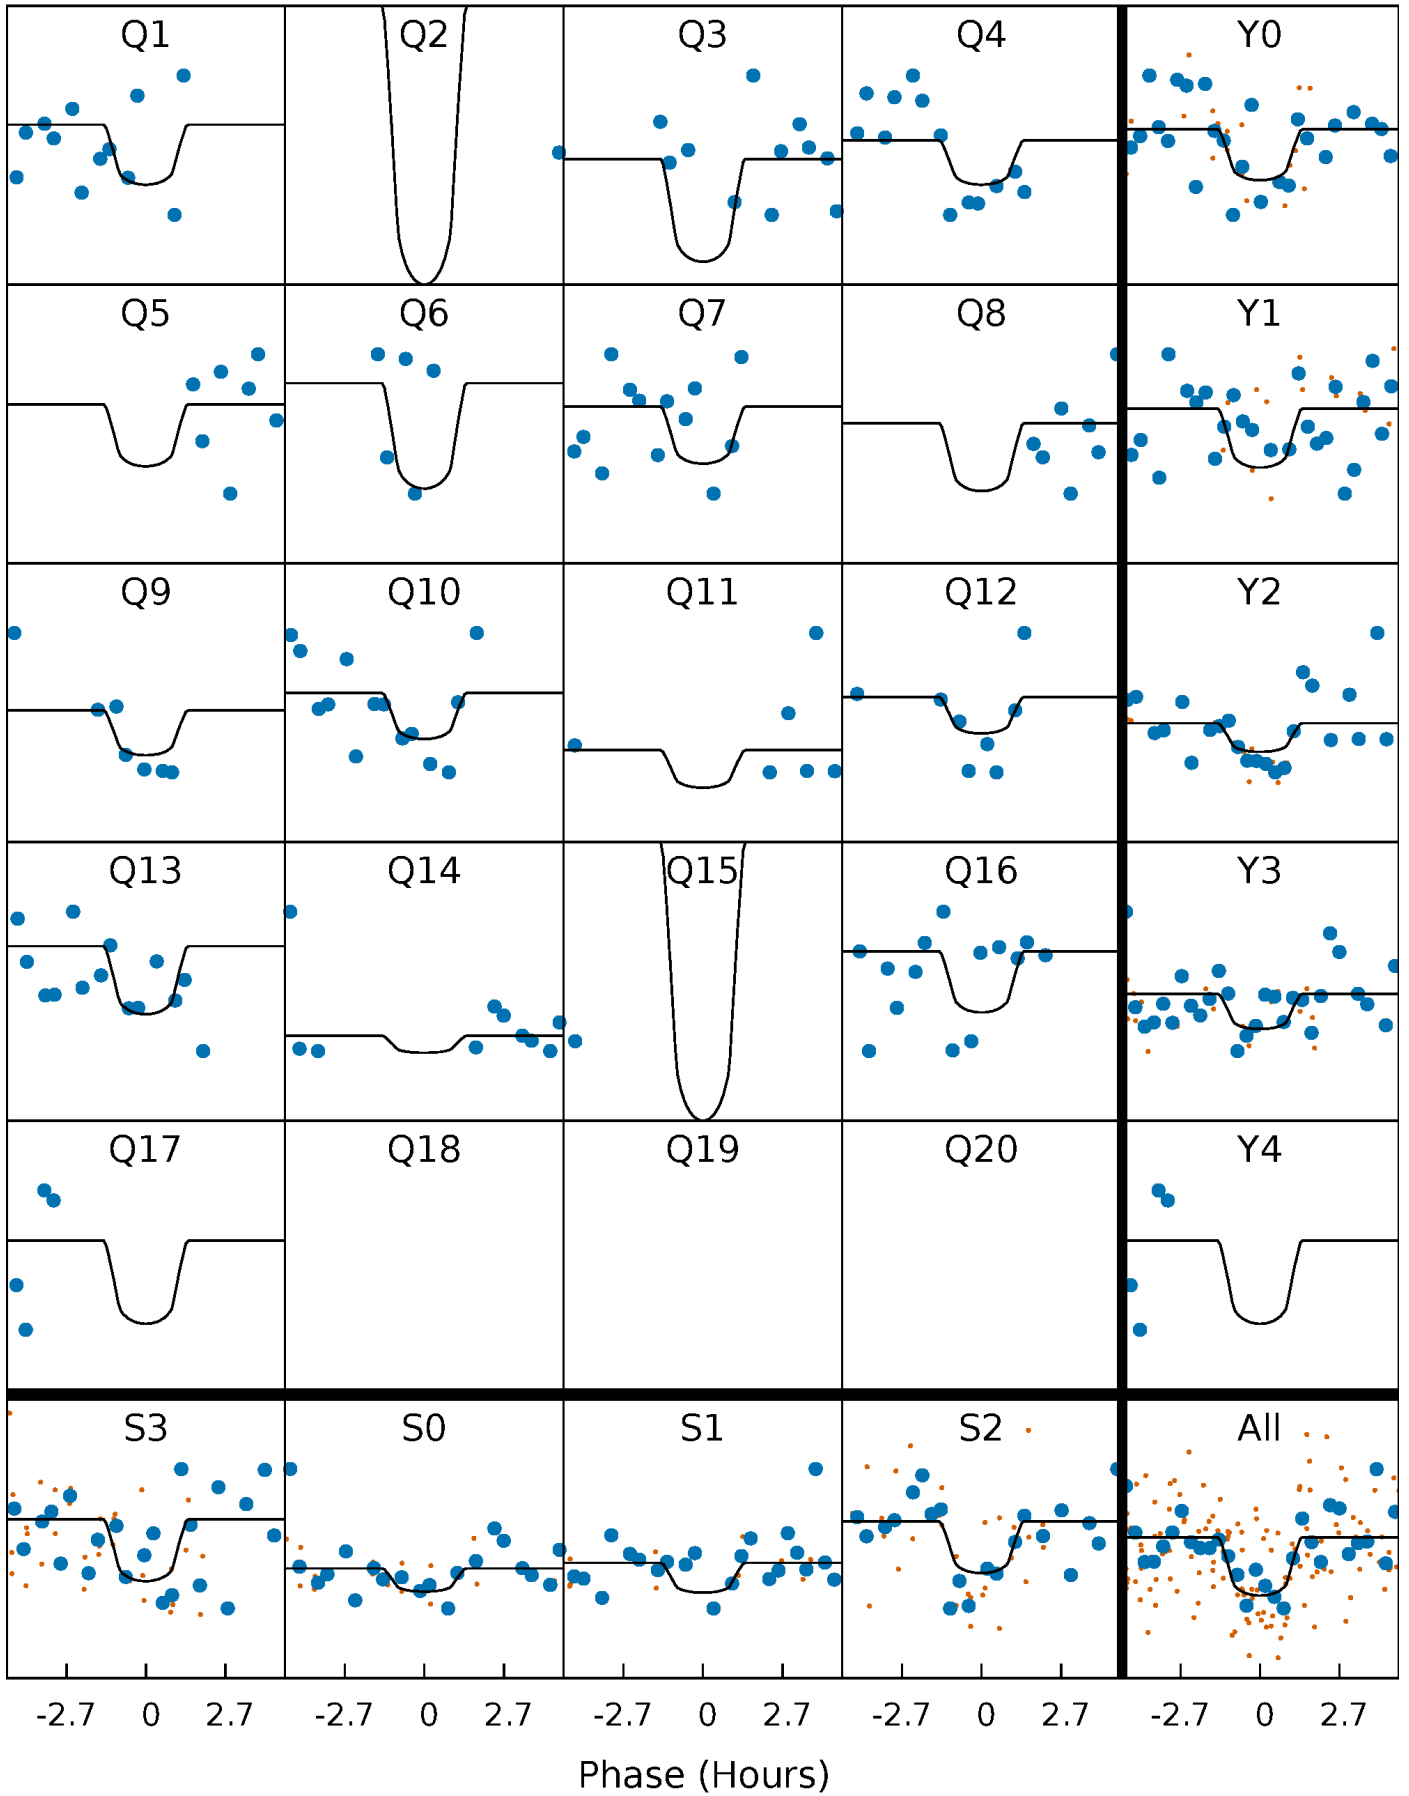 Q1 Q2 Q3 Q4 Y0
Q5 Q6 Q7 Q8 Y1
Q9 Q10 Q11 Q12 Y2
Q13 Q14 Q15 Q16 Y3
Q17 Q18 Q19 Q20 Y4
S3 S0 S1 S2 All
-2.7 0 2.7 -2.7 0 2.7 -2.7 0 2.7 -2.7 0 2.7 -2.7 0 2.7
Phase (Hours)